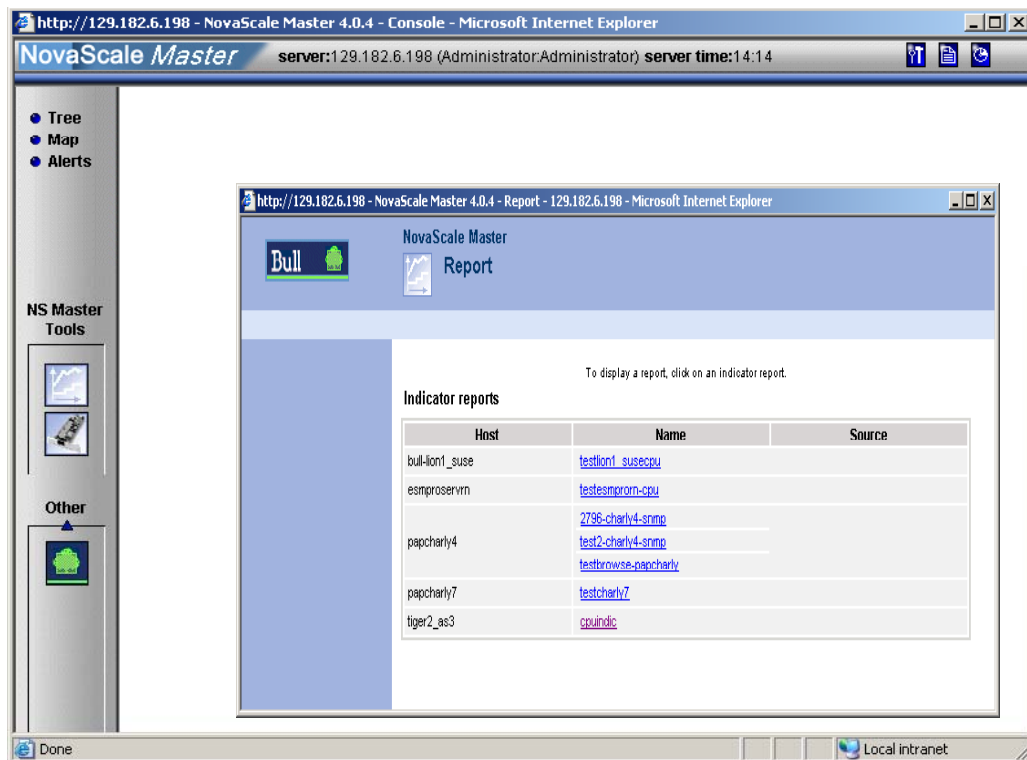 http://129.182.6.198 - NovaScale Master 4.0.4 - Console - Microsoft Internet Explorer
NovaScale Master server:129.182.6.198 (Administrator:Administrator) server time:14:14
Tree
Map
Alerts
NS Master
Tools
Other
http://129.182.6.198 - NovaScale Master 4.0.4 - Report - 129.182.6.198 - Microsoft Internet Explorer
Bull
NovaScale Master
Report
To display a report, click on an indicator report.
Indicator reports
Host Name Source
bull-lion1_suse testlion1_susecpu
esmproservrn testesmprorn-cpu
papcharly4 2796-charly4-snmp
test2-charly4-snmp
testbrowse-papcharly
papcharly7 testcharly7
tiger2_as3 cpuindic
Done Local intranet